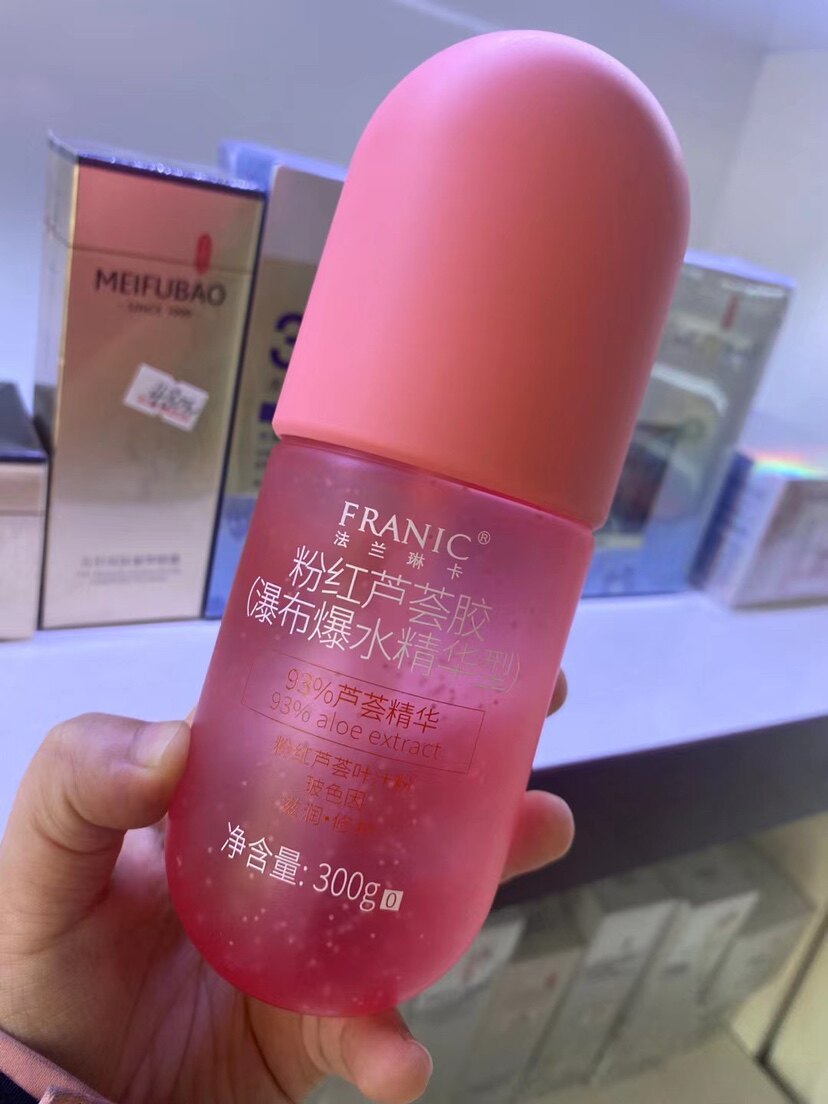 FRANIC®
法兰琳卡
粉红芦荟胶
(瀑布爆水精华型)
93%芦荟精华
93% aloe extract
粉红芦荟叶汁粉
玻色因
净含量: 300g
MEIFUBAO
3